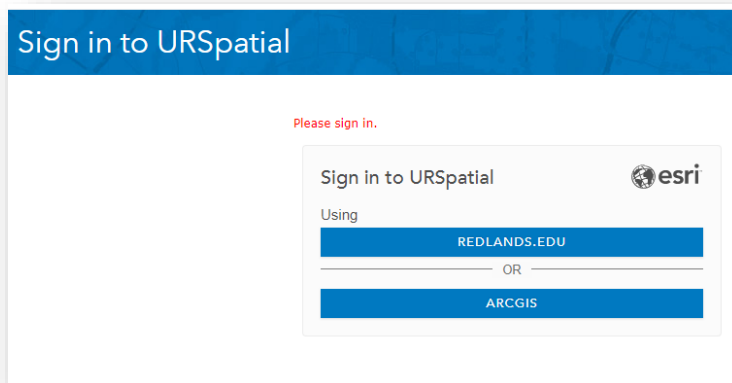 Sign in to URSpatial
Please sign in.
Sign in to URSpatial
esri
Using
REDLANDS.EDU
OR
ARCGIS